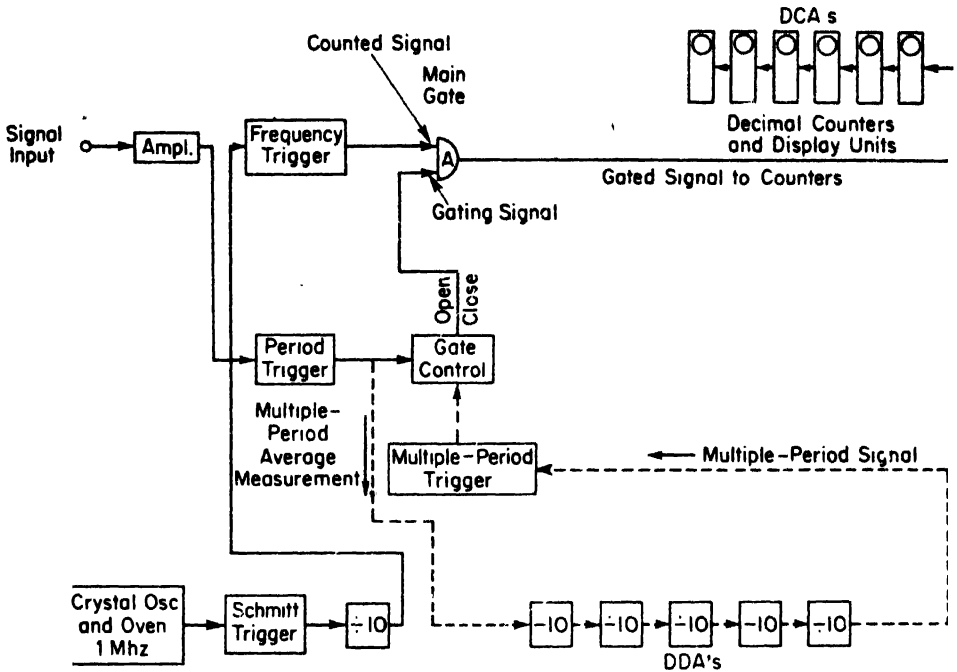 DCA s
Counted Signal
Main
Gate
Signal
Input
Ampl.
Frequency
Trigger
A
Decimal Counters
and Display Units
Gated Signal to Counters
Gating Signal
Open
Close
Period
Trigger
Gate
Control
Multiple-
Period
Average
Measurement
Multiple-Period
Trigger
Multiple-Period Signal
Crystal Osc
and Oven
1 Mhz
Schmitt
Trigger
÷10
-10
-10
÷10
-10
÷10
DDA's